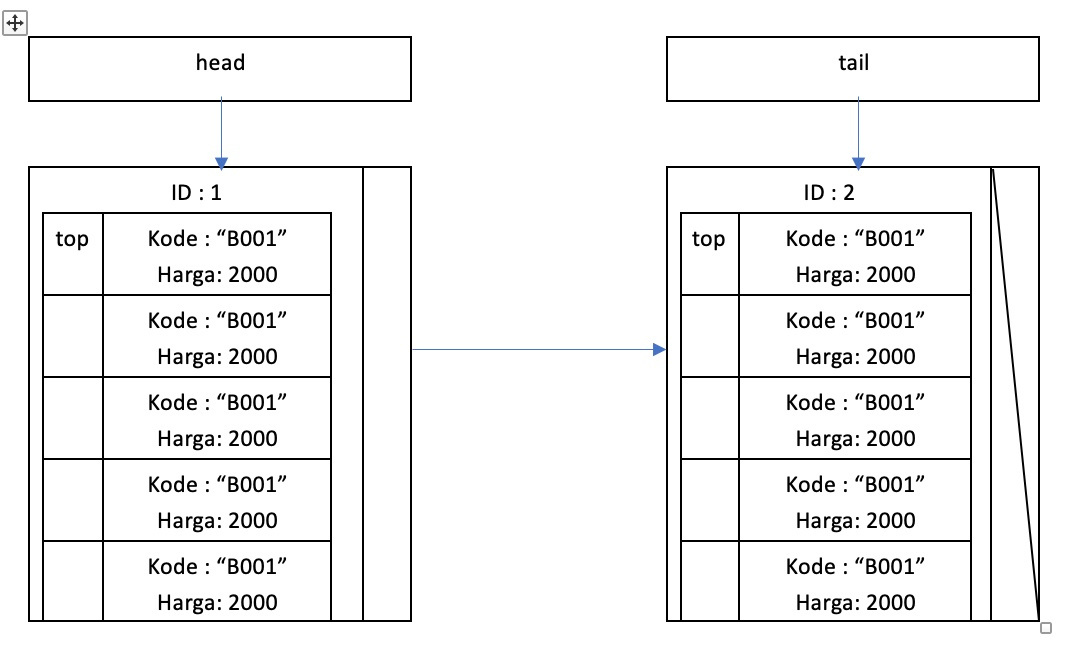 head
tail
ID : 1
top
Kode : “B001”
Harga: 2000
Kode : “B001”
Harga: 2000
Kode : “B001”
Harga: 2000
Kode : “B001”
Harga: 2000
Kode : “B001”
Harga: 2000
ID : 2
top
Kode : “B001”
Harga: 2000
Kode : “B001”
Harga: 2000
Kode : “B001”
Harga: 2000
Kode : “B001”
Harga: 2000
Kode : “B001”
Harga: 2000